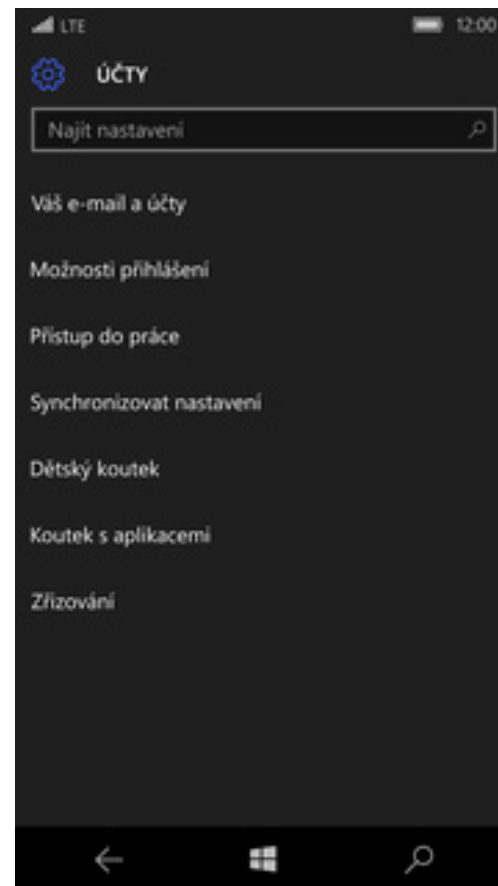 LTE 12:00
ÚČTY
Najít nastavení
Váš e-mail a účty
Možnosti přihlášení
Přístup do práce
Synchronizovat nastavení
Dětský koutek
Koutek s aplikacemi
Zřizování